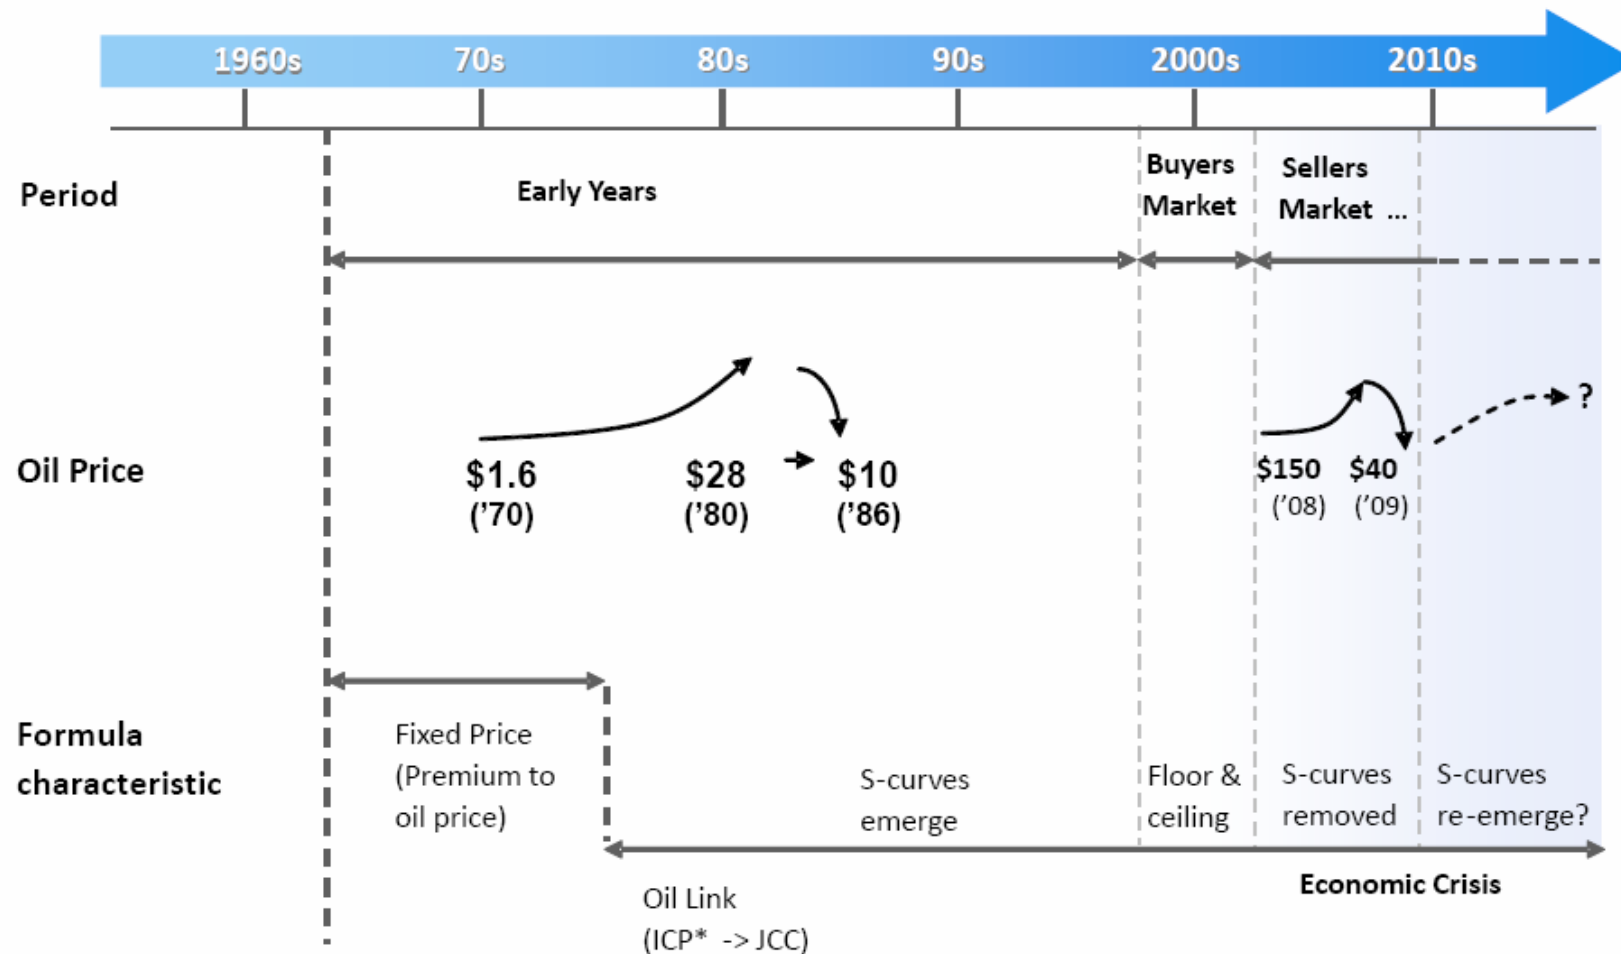 1960s 70s 80s 90s 2000s 2010s
Period
Early Years
Buyers
Market
Sellers
Market ...
Oil Price
$1.6
('70)
$28
('80)
$10
('86)
$150
('08)
$40
('09)
?
Formula
characteristic
Fixed Price
(Premium to
oil price)
S-curves
emerge
Floor &
ceiling
S-curves
removed
S-curves
re-emerge?
Economic Crisis
Oil Link
(ICP* -> JCC)